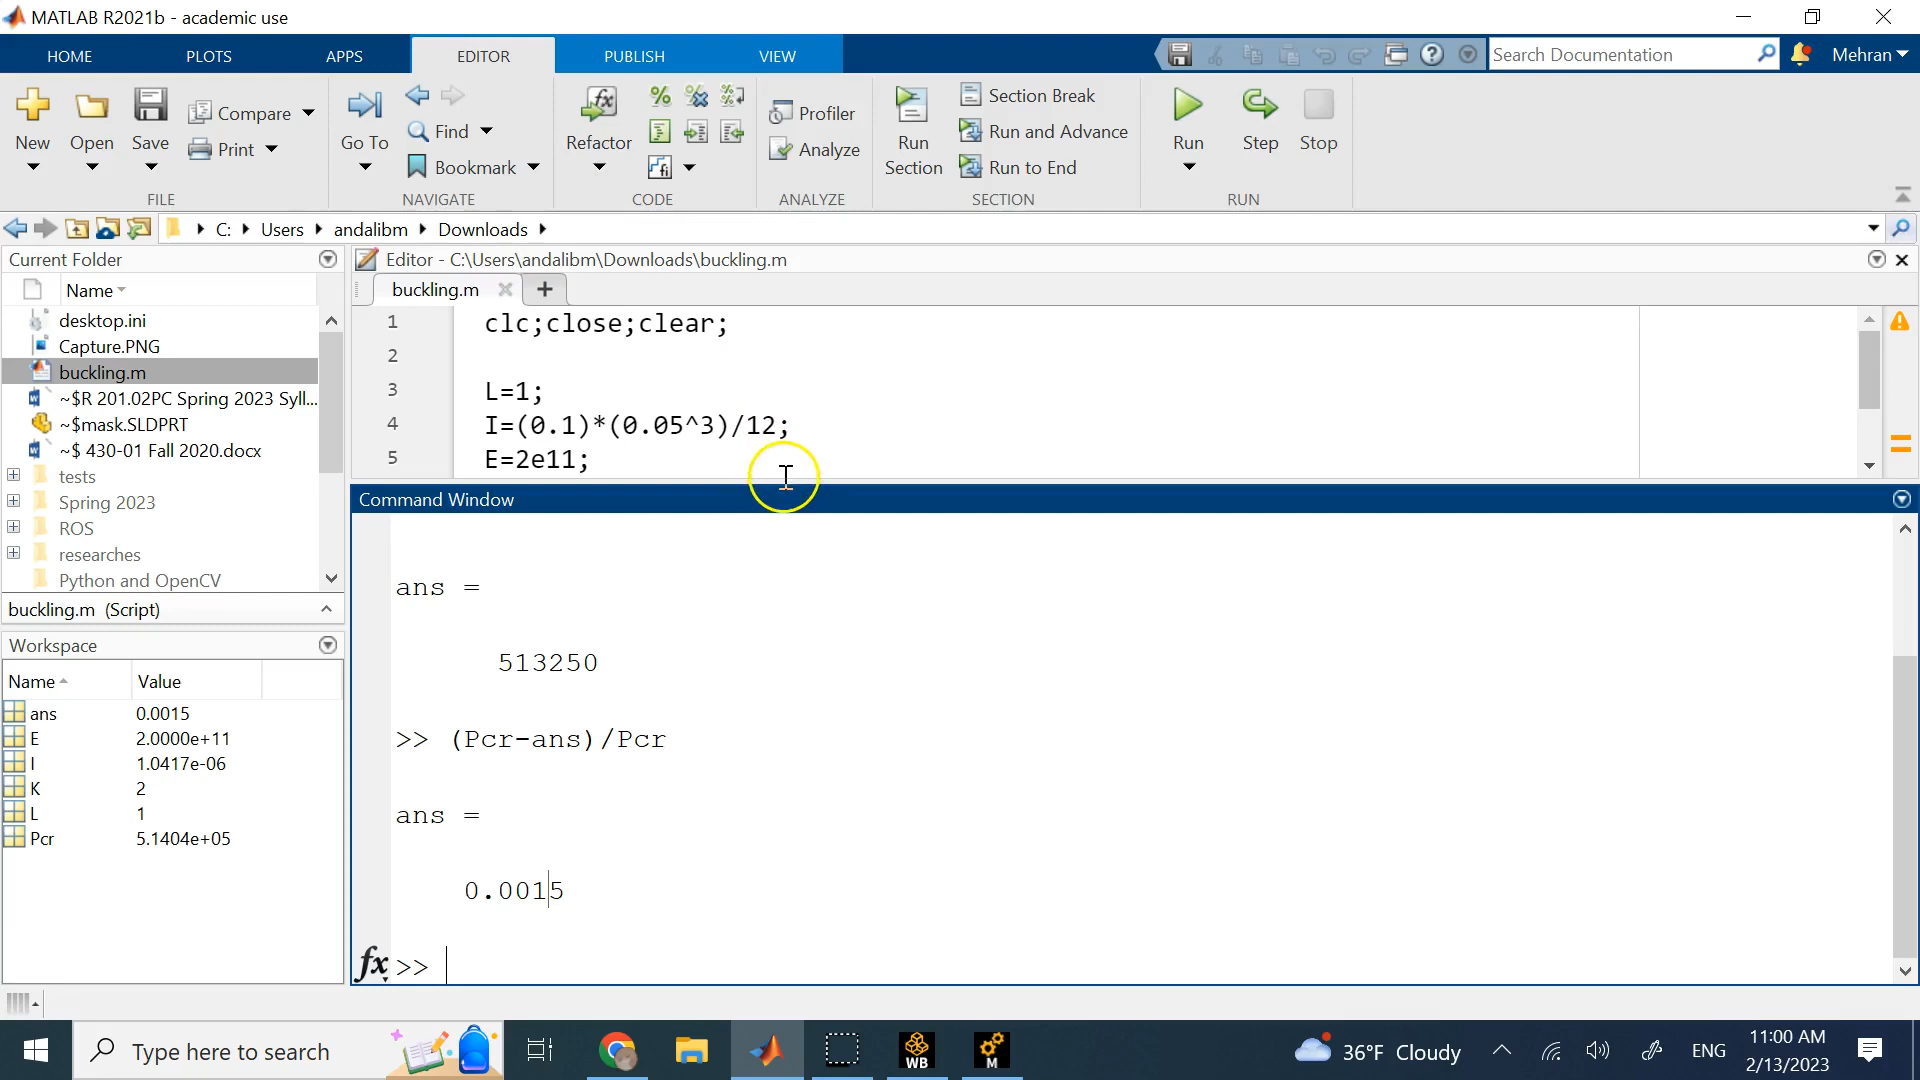 MATLAB R2021b - academic use
HOME
PLOTS
APPS
EDITOR
PUBLISH
VIEW
Search Documentation
Mehran
New
Open
Save
Compare
Print
FILE
Go To
Find
Bookmark
NAVIGATE
Refactor
CODE
Profiler
Analyze
ANALYZE
Run
Section
Section Break
Run and Advance
Run to End
SECTION
Run
Step
Stop
RUN
C:
Users
andalibm
Downloads
Current Folder
Name
desktop.ini
Capture.PNG
buckling.m
~$R 201.02PC Spring 2023 Syll...
~$mask.SLDPRT
~$ 430-01 Fall 2020.docx
tests
Spring 2023
ROS
researches
Python and OpenCV
buckling.m (Script)
Workspace
Name Value
ans 0.0015
E 2.0000e+11
I 1.0417e-06
K 2
L 1
Pcr 5.1404e+05
Editor - C:\Users\andalibm\Downloads\buckling.m
buckling.m
1 clc;close;clear;
2
3 L=1;
4 I=(0.1)*(0.05^3)/12;
5 E=2e11;
Command Window
ans =
513250
>> (Pcr-ans)/Pcr
ans =
0.0015
fx >>
Type here to search
WB
M
36°F Cloudy
ENG
11:00 AM
2/13/2023